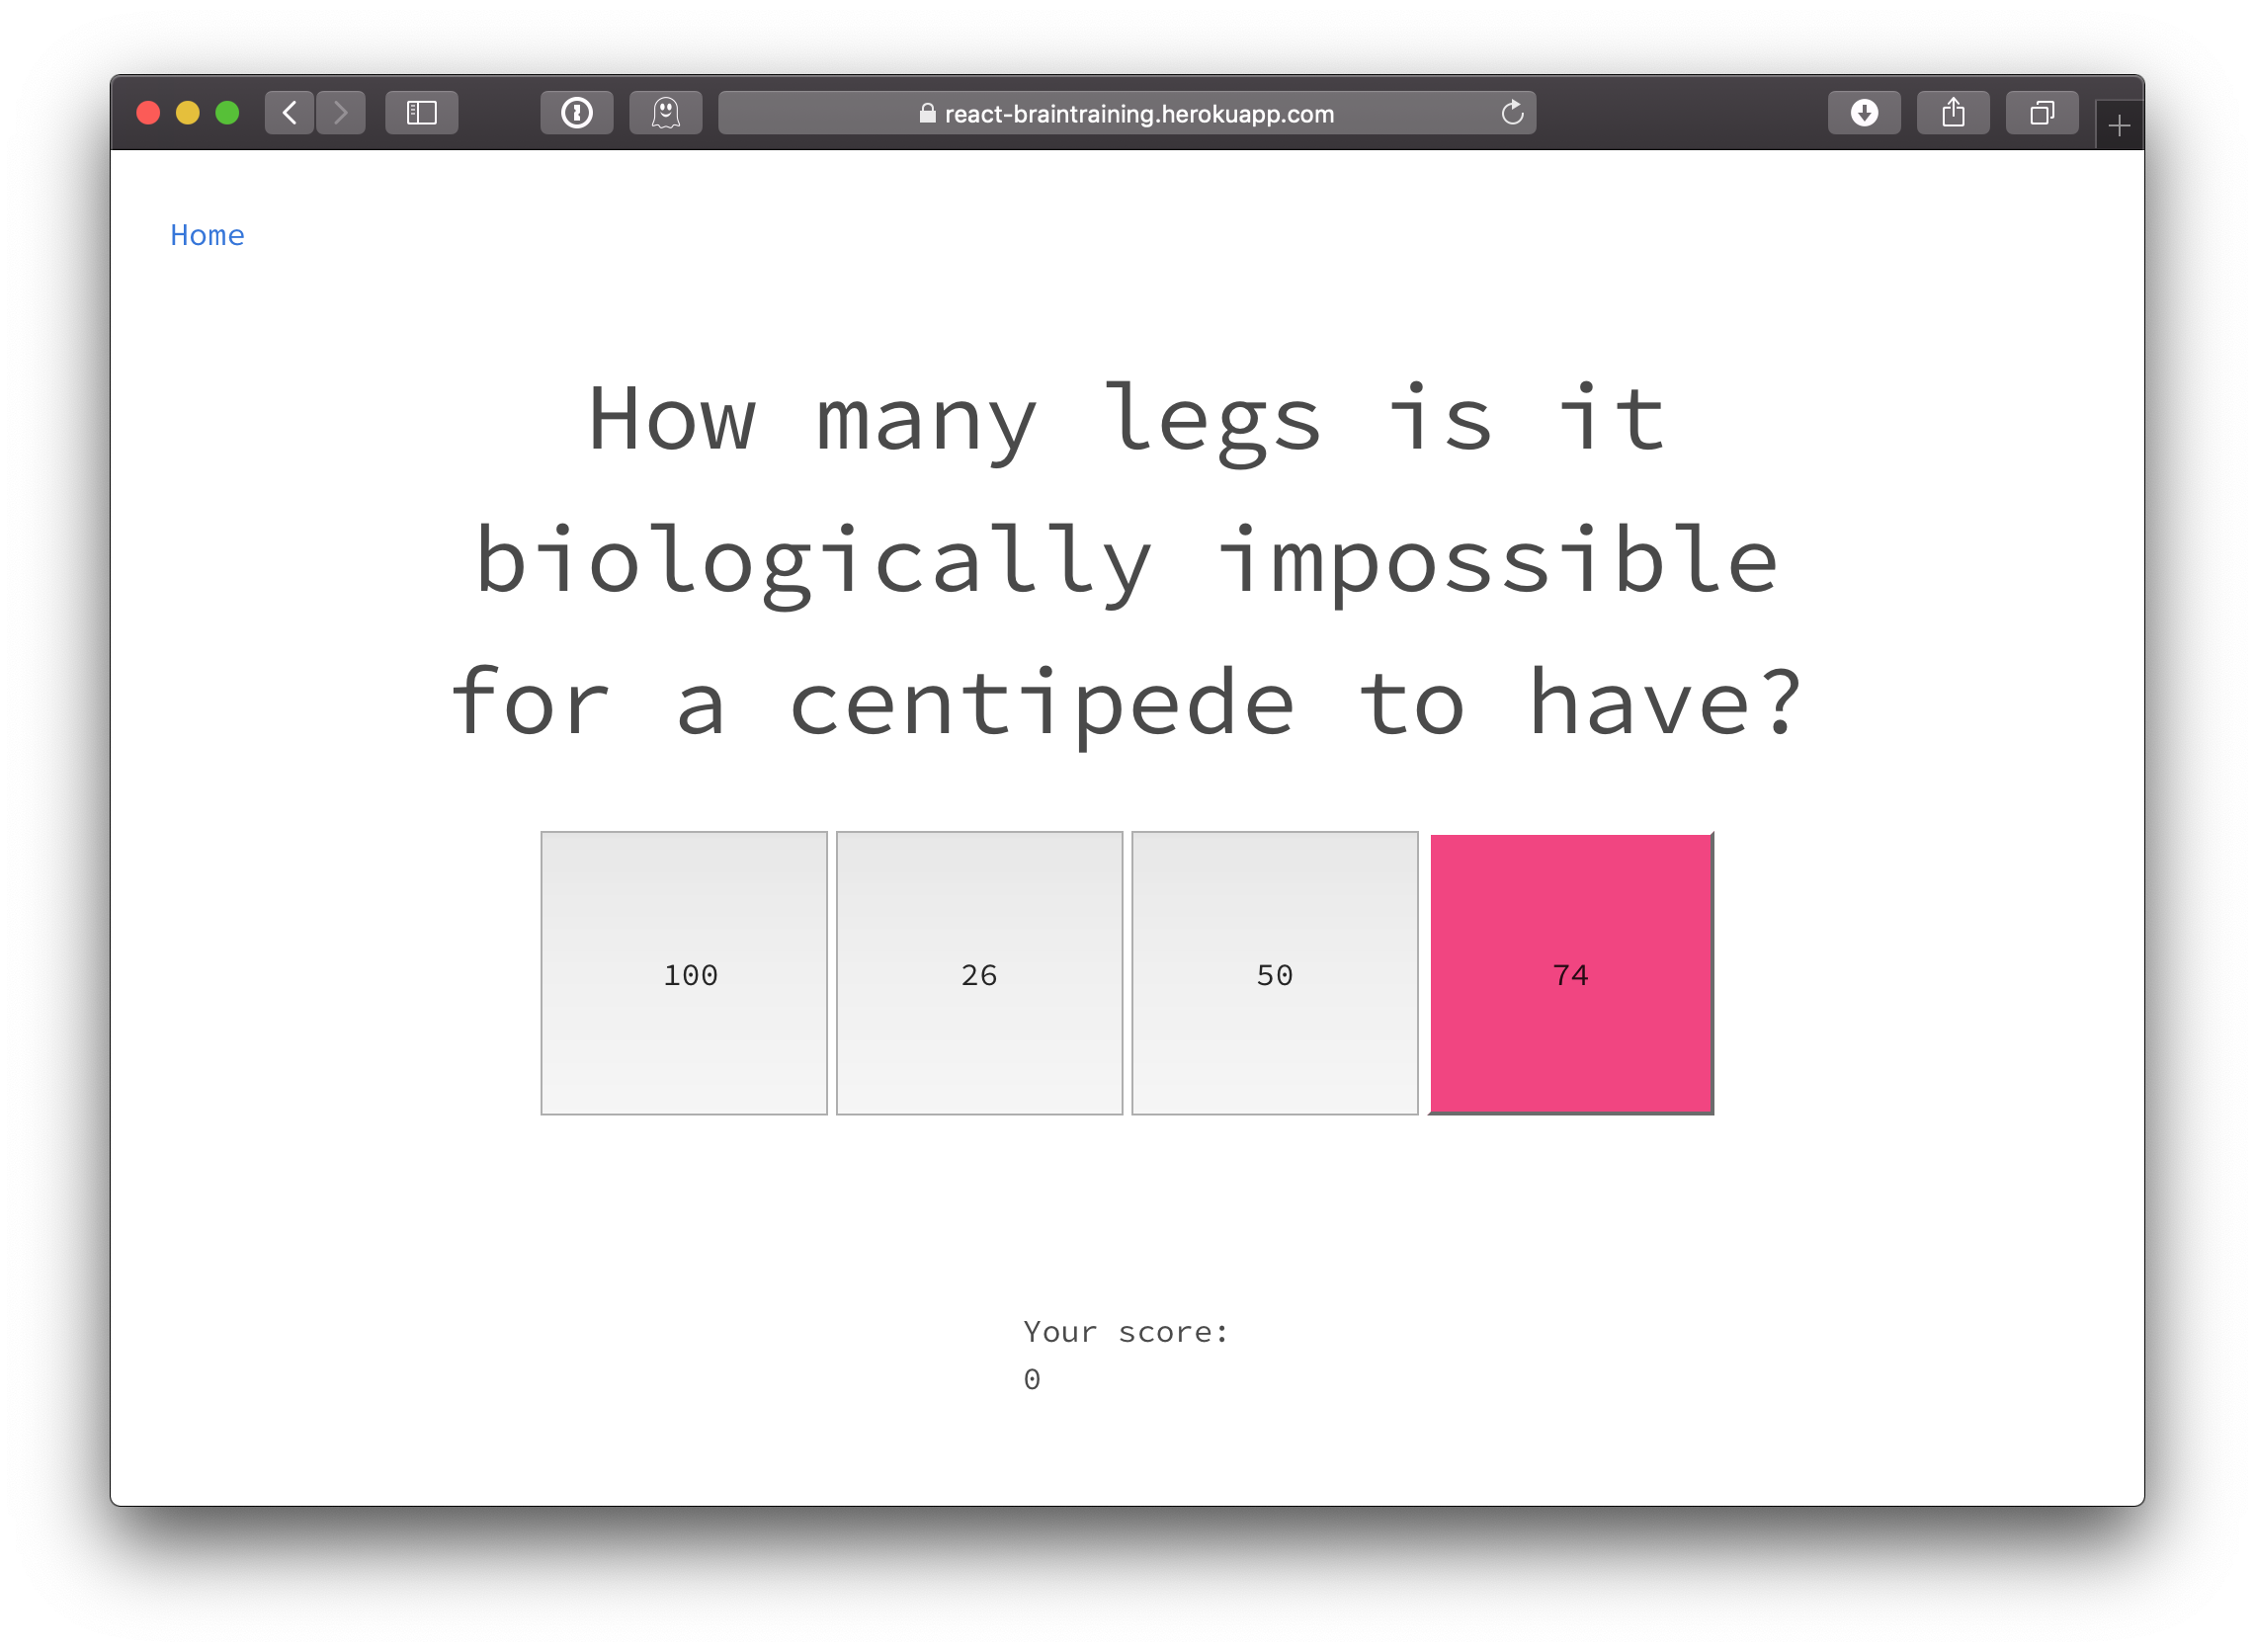 react-braintraining.herokuapp.com
Home
How many legs is it
biologically impossible
for a centipede to have?
100
26
50
74
Your score:
0